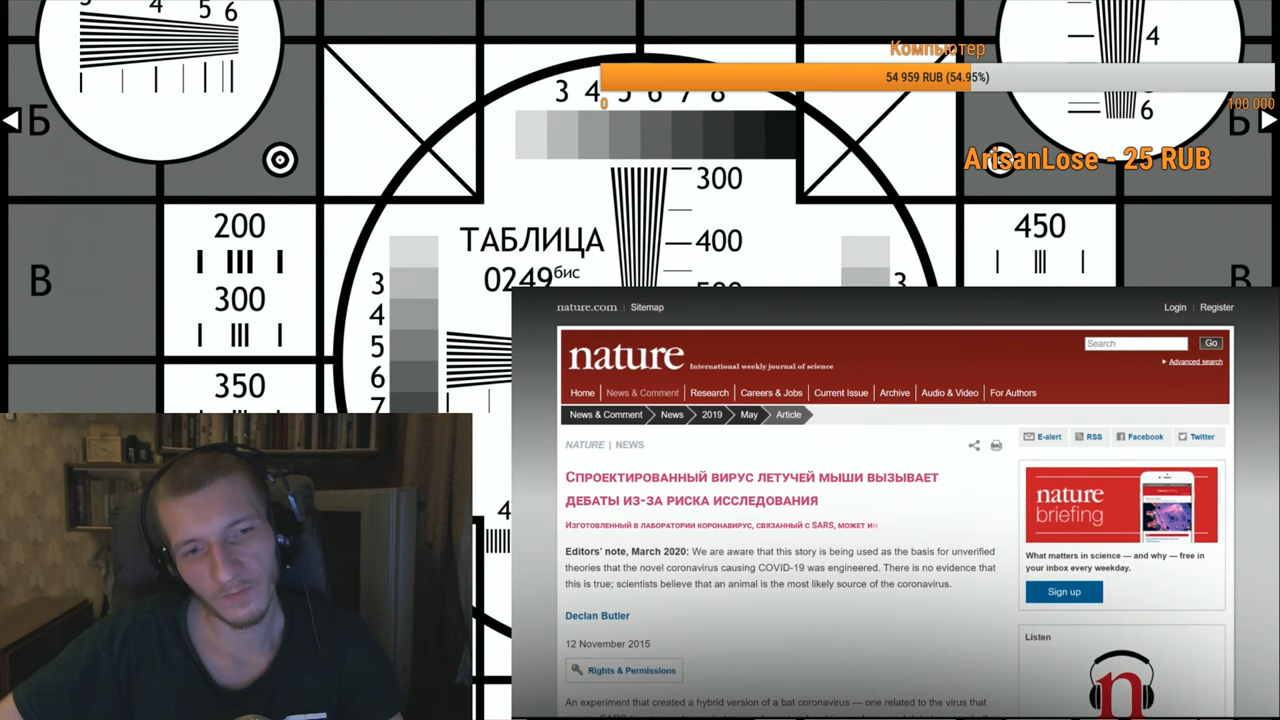 3 4 5 6
4
6
Компьютер
54 959 RUB (54.95%)
0
100 000
3 4 5 6 7 8
Б
Б
ArisanLose - 25 RUB
300
200
450
ТАБЛИЦА
400
0249бис
В
В
300
3
3
4
5
6
7
350
4
nature.com
Sitemap
Login
Register
nature International weekly journal of science
Search
Go
Advanced search
Home
News & Comment
Research
Careers & Jobs
Current Issue
Archive
Audio & Video
For Authors
News & Comment
News
2019
May
Article
NATURE | NEWS
E-alert
RSS
Facebook
Twitter
СПРОЕКТИРОВАННЫЙ ВИРУС ЛЕТУЧЕЙ МЫШИ ВЫЗЫВАЕТ
ДЕБАТЫ ИЗ-ЗА РИСКА ИССЛЕДОВАНИЯ
ИЗГОТОВЛЕННЫЙ В ЛАБОРАТОРИИ КОРОНАВИРУС, СВЯЗАННЫЙ С SARS, МОЖЕТ ИН
Editors' note, March 2020: We are aware that this story is being used as the basis for unverified
theories that the novel coronavirus causing COVID-19 was engineered. There is no evidence that
this is true; scientists believe that an animal is the most likely source of the coronavirus.
Declan Butler
12 November 2015
Rights & Permissions
An experiment that created a hybrid version of a bat coronavirus — one related to the virus that
nature
briefing
What matters in science — and why — free in
your inbox every weekday.
Sign up
Listen
n